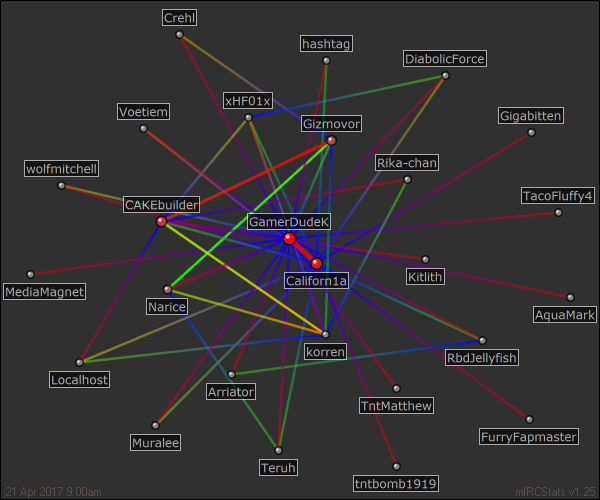 Crehl
hashtag
DiabolicForce
xHF01x
Voetiem
Gizmovor
Gigabitten
Rika-chan
wolfmitchell
TacoFluffy4
CAKEbuilder
GamerDudeK
Kitlith
Californ1a
MediaMagnet
Narice
AquaMark
korren
RbdJellyfish
Localhost
Arriator
TntMatthew
Muralee
FurryFapmaster
Teruh
tntbomb1919
21 Apr 2017 9:00am
mIRCStats v1.25